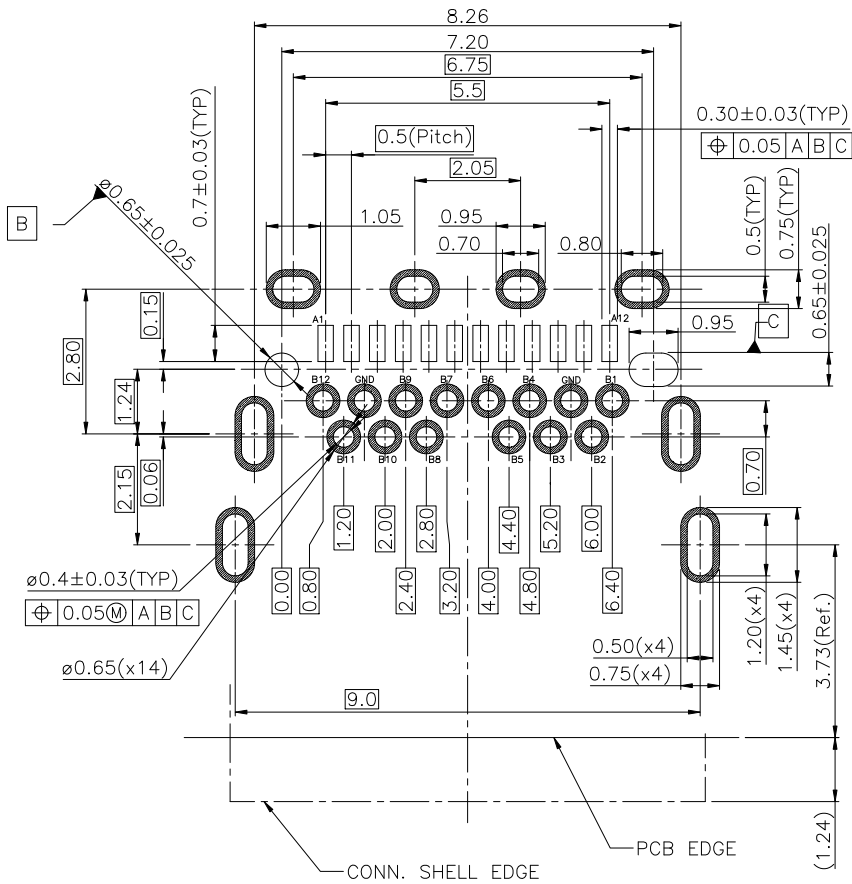 8.26
7.20
6.75
5.5
0.30±0.03(TYP)
⌖ 0.05 A B C
0.5(Pitch)
0.7±0.03(TYP)
2.05
B
ø0.65±0.025
1.05
0.95
0.70
0.80
0.5(TYP)
0.75(TYP)
0.65±0.025
A1
A12
C
0.95
0.15
2.80
1.24
B12 GND B9 B7 B6 B4 GND B1
B11 B10 B8 B5 B3 B2
0.70
2.15
0.06
1.20
2.00
2.80
4.40
5.20
6.00
0.00
0.80
2.40
3.20
4.00
4.80
6.40
ø0.4±0.03(TYP)
⌖ 0.05Ⓜ A B C
ø0.65(x14)
0.50(x4)
0.75(x4)
1.20(x4)
1.45(x4)
3.73(Ref.)
9.0
(1.24)
PCB EDGE
CONN. SHELL EDGE